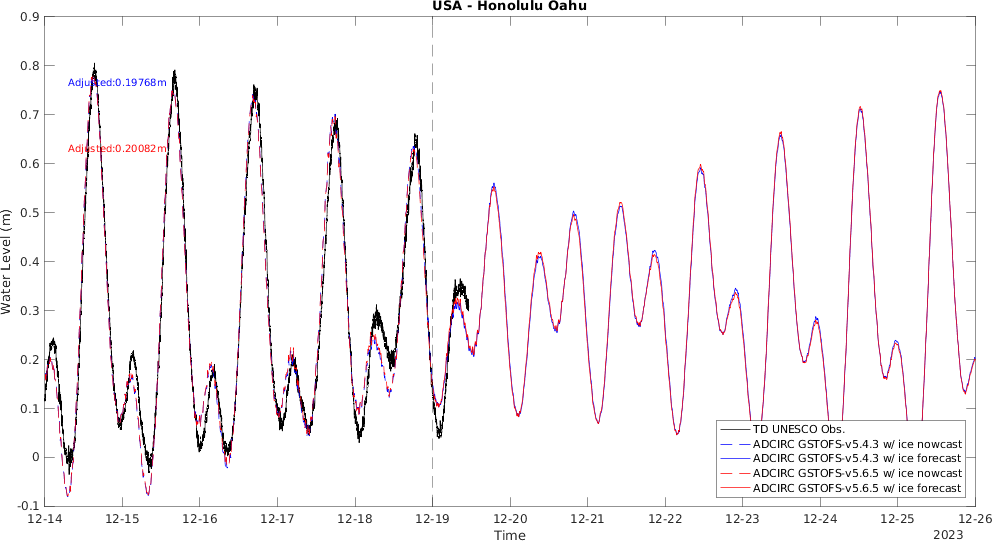 USA - Honolulu Oahu
0.9
0.8
0.7
0.6
0.5
0.4
0.3
0.2
0.1
0
-0.1
Water Level (m)
Adjusted:0.19768m
Adjusted:0.20082m
TD UNESCO Obs.
ADCIRC GSTOFS-v5.4.3 w/ ice nowcast
ADCIRC GSTOFS-v5.4.3 w/ ice forecast
ADCIRC GSTOFS-v5.6.5 w/ ice nowcast
ADCIRC GSTOFS-v5.6.5 w/ ice forecast
12-14 12-15 12-16 12-17 12-18 12-19 12-20 12-21 12-22 12-23 12-24 12-25 12-26
Time
2023